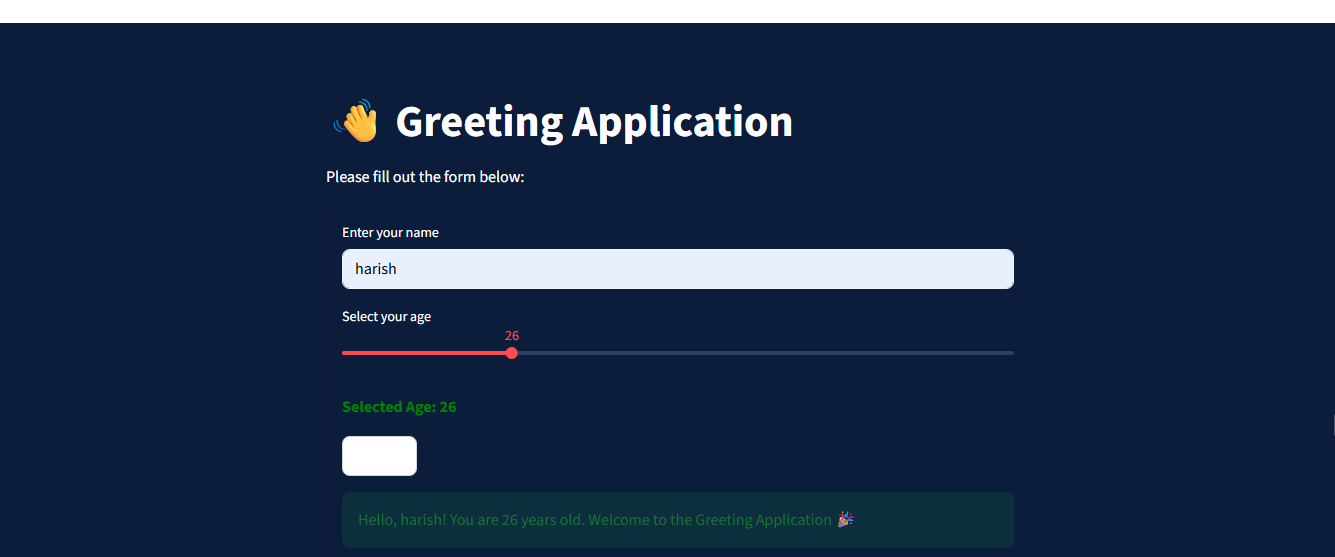 👋 Greeting Application
Please fill out the form below:
Enter your name
harish
Select your age
26
Selected Age: 26
Hello, harish! You are 26 years old. Welcome to the Greeting Application 🎉